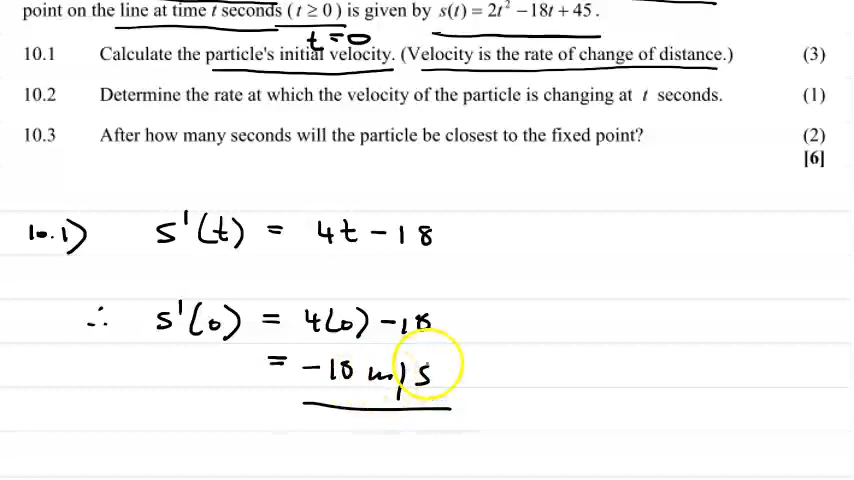 point on the line at time t seconds ( t ≥ 0 ) is given by s(t) = 2t² − 18t + 45 .
t = 0
10.1 Calculate the particle's initial velocity. (Velocity is the rate of change of distance.) (3)
10.2 Determine the rate at which the velocity of the particle is changing at t seconds. (1)
10.3 After how many seconds will the particle be closest to the fixed point? (2)
[6]
10.1) s'(t) = 4t − 18
∴ s'(0) = 4(0) − 18
= −18 m/s